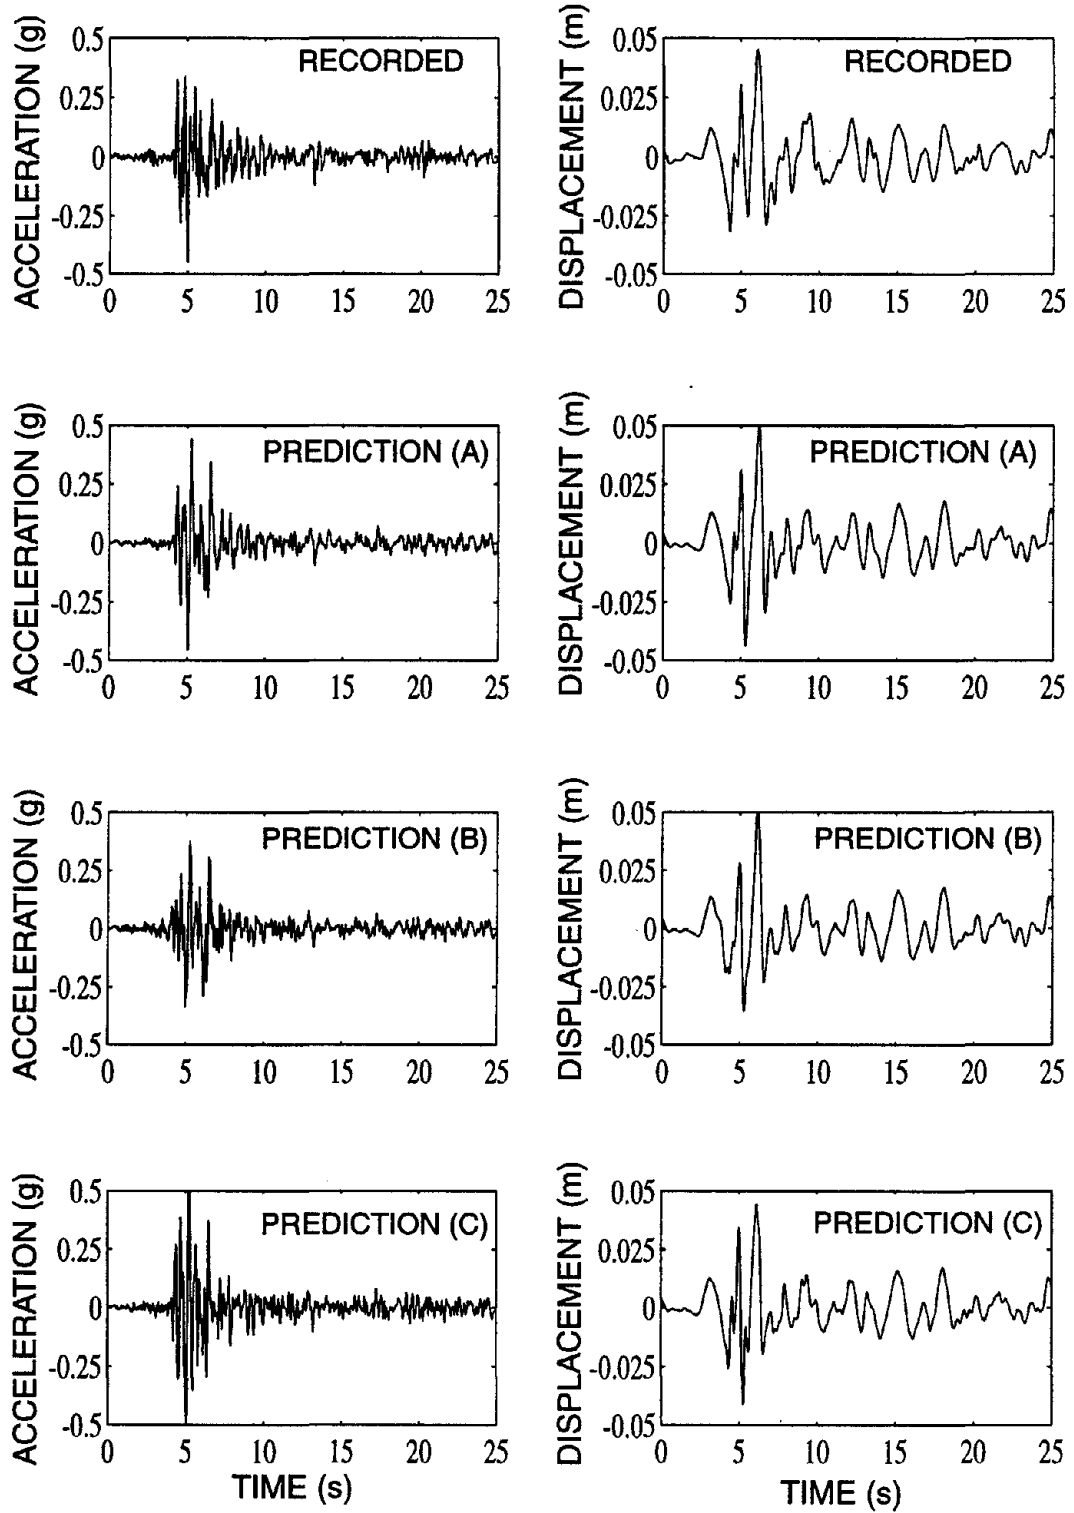 ACCELERATION (g)
0.5
0.25
0
-0.25
-0.5
RECORDED
0 5 10 15 20 25
DISPLACEMENT (m)
0.05
0.025
0
-0.025
-0.05
RECORDED
0 5 10 15 20 25
ACCELERATION (g)
0.5
0.25
0
-0.25
-0.5
PREDICTION (A)
0 5 10 15 20 25
DISPLACEMENT (m)
0.05
0.025
0
-0.025
-0.05
PREDICTION (A)
0 5 10 15 20 25
ACCELERATION (g)
0.5
0.25
0
-0.25
-0.5
PREDICTION (B)
0 5 10 15 20 25
DISPLACEMENT (m)
0.05
0.025
0
-0.025
-0.05
PREDICTION (B)
0 5 10 15 20 25
ACCELERATION (g)
0.5
0.25
0
-0.25
-0.5
PREDICTION (C)
0 5 10 15 20 25
TIME (s)
DISPLACEMENT (m)
0.05
0.025
0
-0.025
-0.05
PREDICTION (C)
0 5 10 15 20 25
TIME (s)